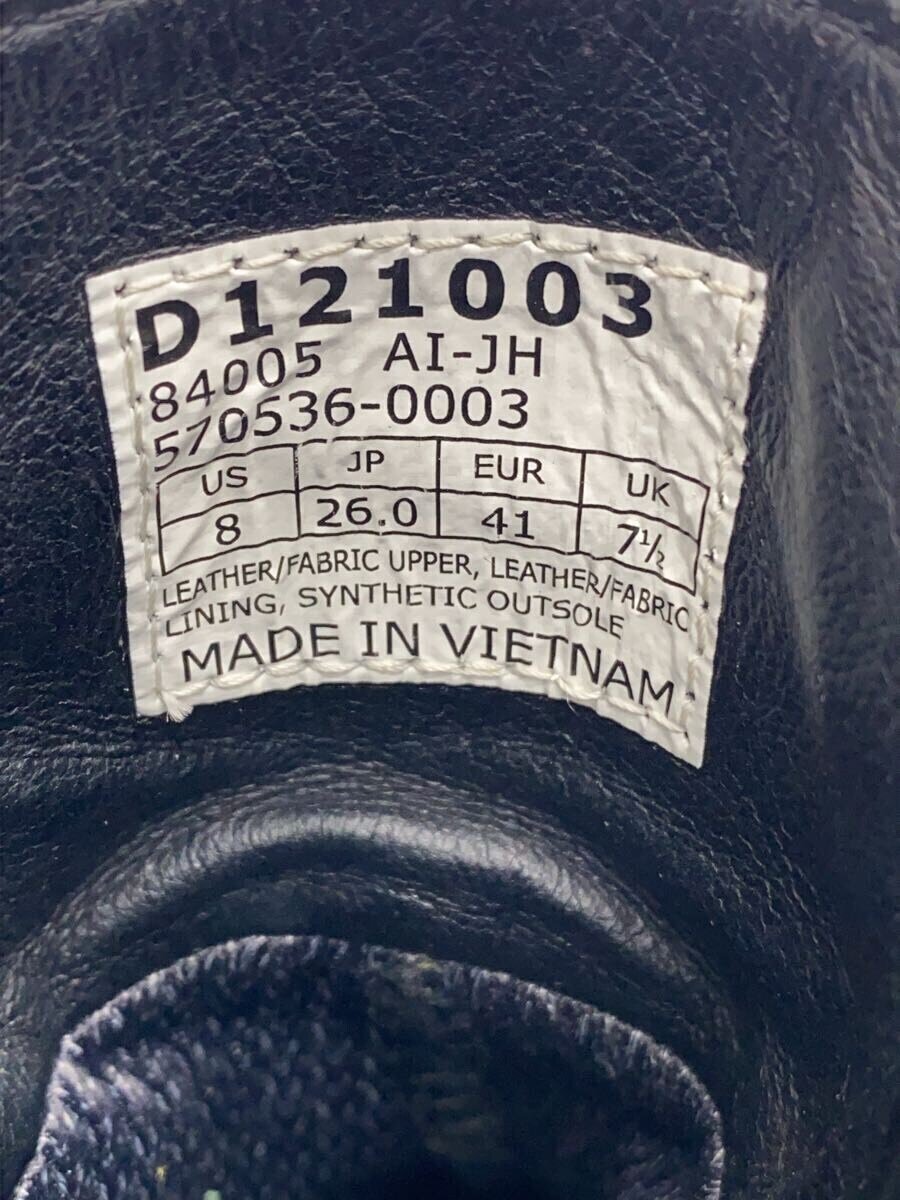 D121003
84005 AI-JH
570536-0003
US JP EUR UK
8 26.0 41 7½
LEATHER/FABRIC UPPER, LEATHER/FABRIC
LINING, SYNTHETIC OUTSOLE
MADE IN VIETNAM